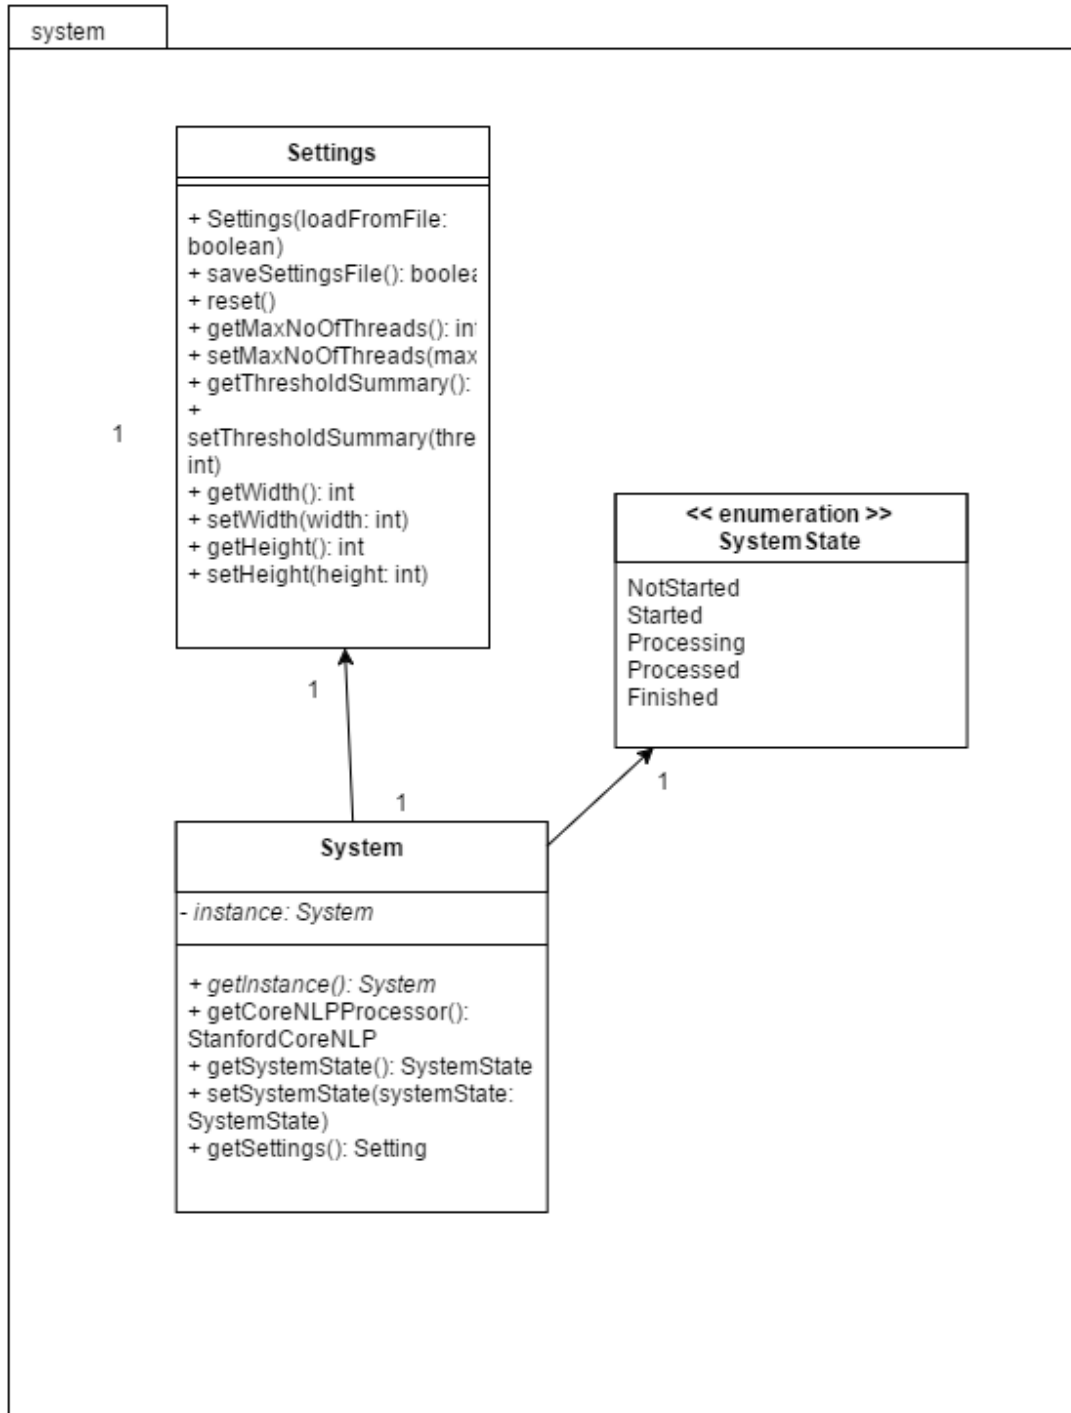 system
Settings
+ Settings(loadFromFile:
boolean)
+ saveSettingsFile(): boolea
+ reset()
+ getMaxNoOfThreads(): int
+ setMaxNoOfThreads(max
+ getThresholdSummary():
+
setThresholdSummary(thre
int)
+ getWidth(): int
+ setWidth(width: int)
+ getHeight(): int
+ setHeight(height: int)
1
1
<< enumeration >>
SystemState
NotStarted
Started
Processing
Processed
Finished
1
1
System
- instance: System
+ getInstance(): System
+ getCoreNLPProcessor():
StanfordCoreNLP
+ getSystemState(): SystemState
+ setSystemState(systemState:
SystemState)
+ getSettings(): Setting